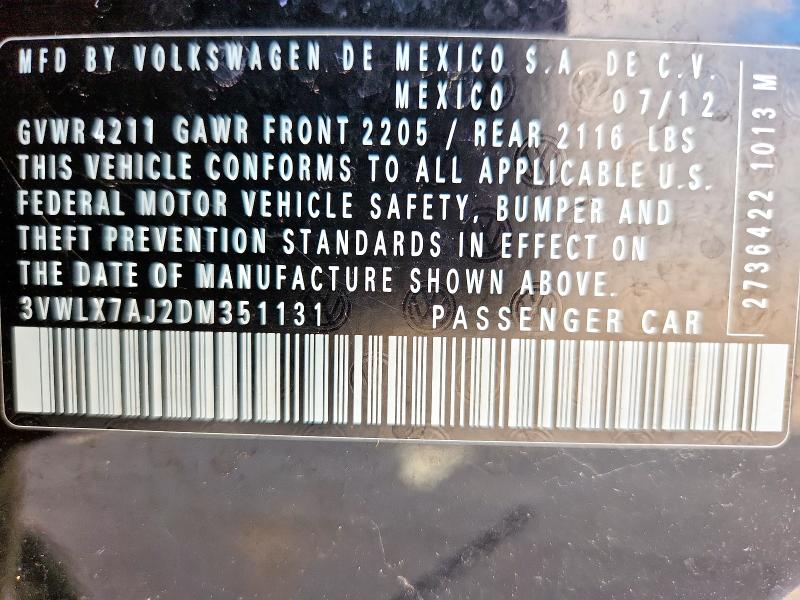 MFD BY VOLKSWAGEN DE MEXICO S.A. DE C.V.
MEXICO 07/12
GVWR 4211 GAWR FRONT 2205 / REAR 2116 LBS
THIS VEHICLE CONFORMS TO ALL APPLICABLE U.S.
FEDERAL MOTOR VEHICLE SAFETY, BUMPER AND
THEFT PREVENTION STANDARDS IN EFFECT ON
THE DATE OF MANUFACTURE SHOWN ABOVE.
3VWLX7AJ2DM351131 PASSENGER CAR
2736422 1013 M